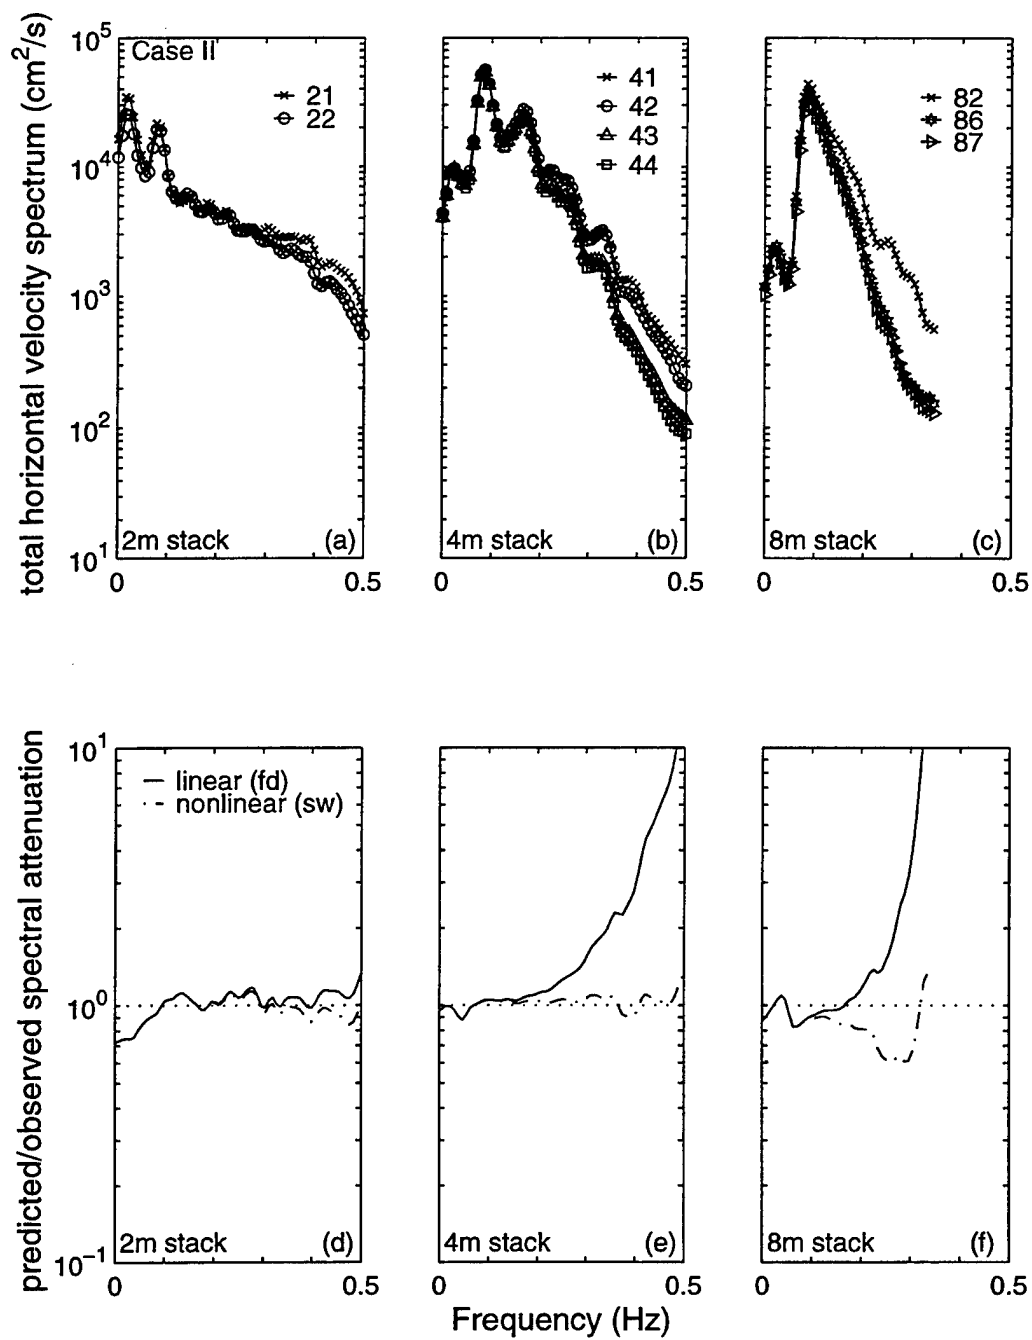 total horizontal velocity spectrum (cm²/s)
10⁵
10⁴
10³
10²
10¹
Case II
21
22
2m stack
(a)
0
0.5
41
42
43
44
4m stack
(b)
0
0.5
82
86
87
8m stack
(c)
0
0.5
predicted/observed spectral attenuation
10¹
10⁰
10⁻¹
linear (fd)
nonlinear (sw)
2m stack
(d)
0
0.5
4m stack
(e)
0
0.5
8m stack
(f)
0
0.5
Frequency (Hz)